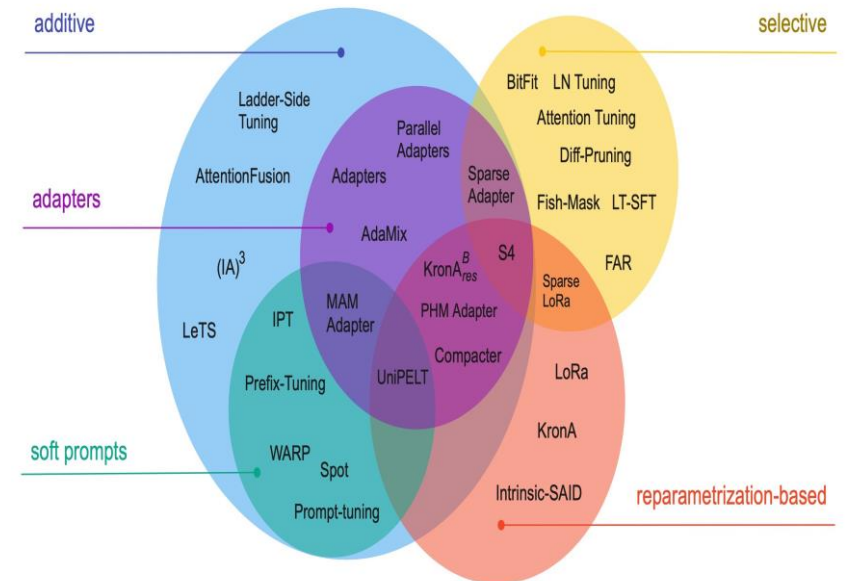 additive
selective
BitFit LN Tuning
Ladder-Side
Tuning
Attention Tuning
Parallel
Adapters
Diff-Pruning
AttentionFusion
Adapters
Sparse
Adapter
adapters
Fish-Mask LT-SFT
AdaMix
S4
FAR
(IA)³
KronA^B_res
Sparse
LoRa
MAM
Adapter
PHM Adapter
IPT
LeTS
Compacter
UniPELT
LoRa
Prefix-Tuning
KronA
soft prompts
WARP
Spot
Intrinsic-SAID
reparametrization-based
Prompt-tuning